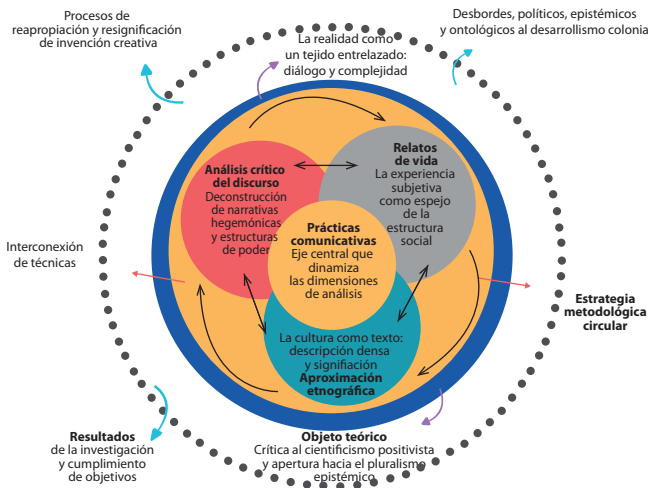 Procesos de
reapropiación y resignificación
de invención creativa
La realidad como
un tejido entrelazado:
diálogo y complejidad
Desbordes, políticos, epistémicos
y ontológicos al desarrollismo colonia
Análisis crítico
del discurso
Deconstrucción
de narrativas
hegemónicas
y estructuras
de poder
Relatos
de vida
La experiencia
subjetiva
como espejo
de la
estructura
social
Prácticas
comunicativas
Eje central que
dinamiza
las dimensiones
de análisis
Interconexión
de técnicas
Estrategia
metodológica
circular
La cultura como texto:
descripción densa
y signifiación
Aproximación
etnográfica
Resultados
de la investigación
y cumplimiento
de objetivos
Objeto teórico
Crítica al cientificismo positivista
y apertura hacia el pluralismo
epistémico